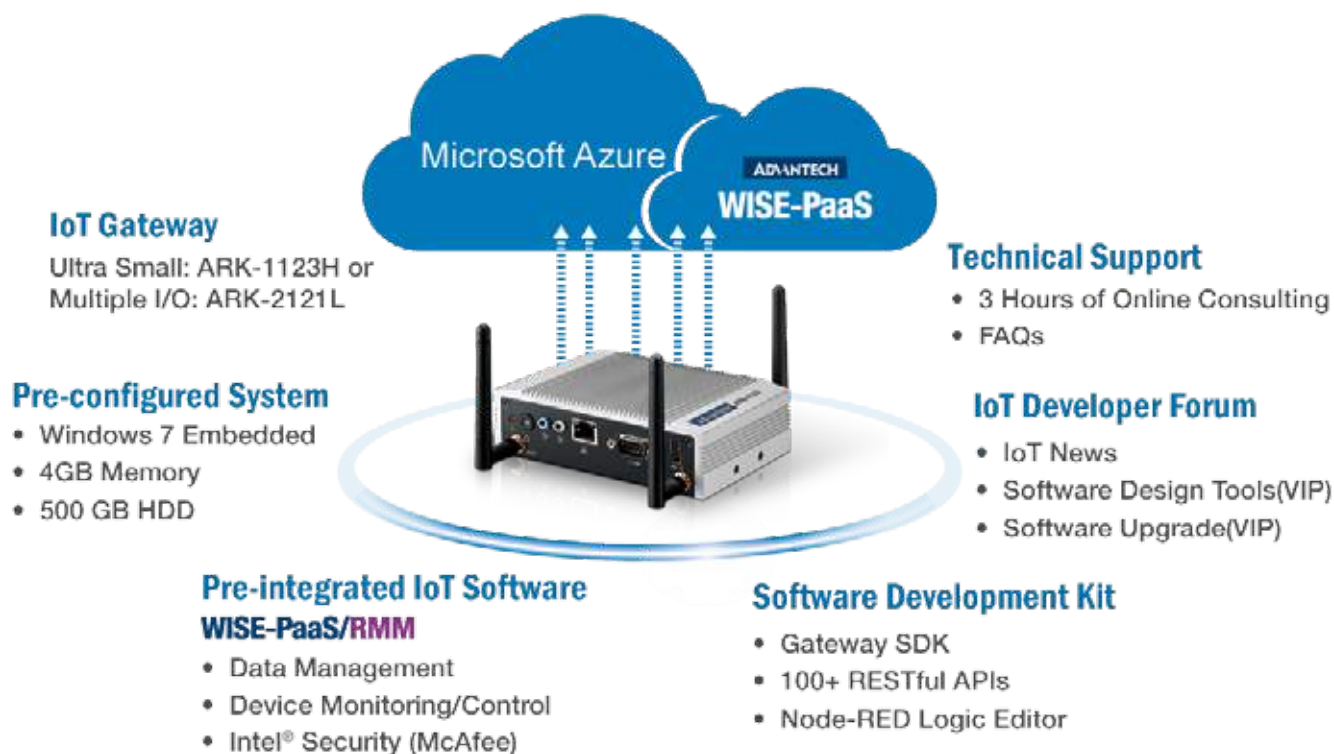 Microsoft Azure
ADVANTECH
WISE-PaaS
IoT Gateway
Ultra Small: ARK-1123H or
Multiple I/O: ARK-2121L
Pre-configured System
• Windows 7 Embedded
• 4GB Memory
• 500 GB HDD
Pre-integrated IoT Software
WISE-PaaS/RMM
• Data Management
• Device Monitoring/Control
• Intel® Security (McAfee)
Technical Support
• 3 Hours of Online Consulting
• FAQs
IoT Developer Forum
• IoT News
• Software Design Tools(VIP)
• Software Upgrade(VIP)
Software Development Kit
• Gateway SDK
• 100+ RESTful APIs
• Node-RED Logic Editor